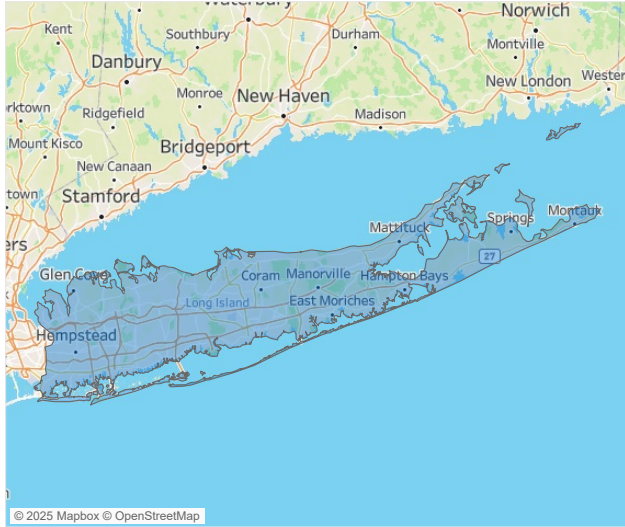 Waterbury
Norwich
Kent
Southbury
Durham
Montville
Danbury
Monroe
New London
Wester
rktown
Ridgefield
New Haven
Madison
Mount Kisco
Bridgeport
New Canaan
town
Stamford
ers
Mattituck
Springs
Montauk
27
Glen Cove
Coram
Manorville
Hampton Bays
Long Island
East Moriches
Hempstead
© 2025 Mapbox © OpenStreetMap